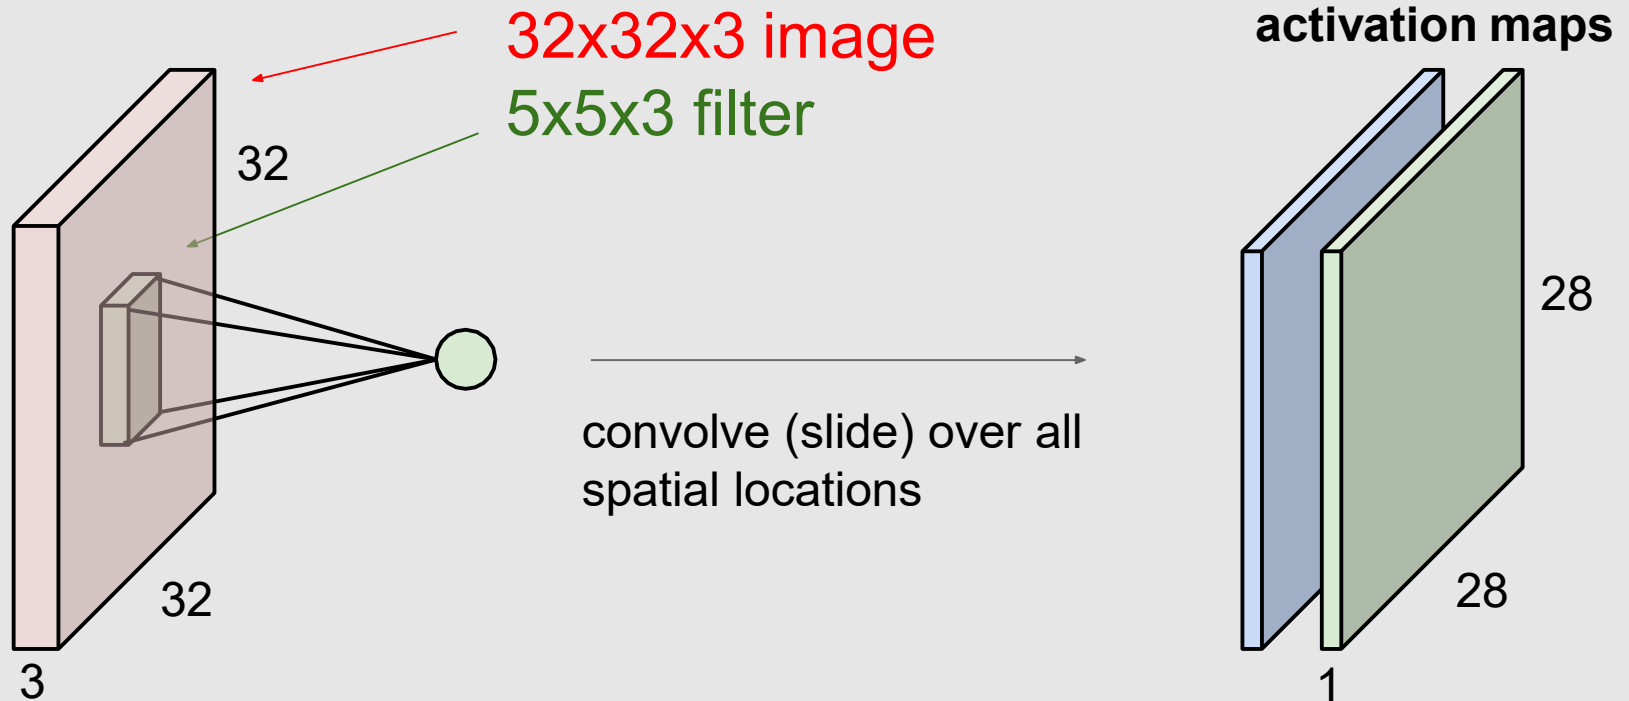 32x32x3 image
5x5x3 filter
32
32
3
convolve (slide) over all
spatial locations
activation maps
28
28
1